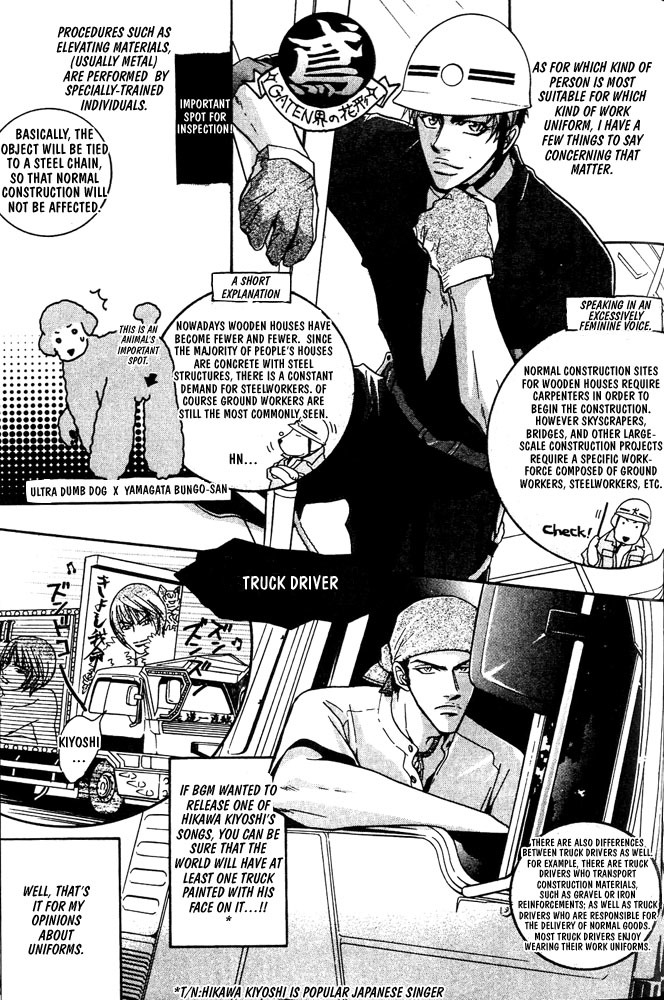 PROCEDURES SUCH AS
ELEVATING MATERIALS,
(USUALLY METAL)
ARE PERFORMED BY
SPECIALLY-TRAINED
INDIVIDUALS.
IMPORTANT
SPOT FOR
INSPECTION!
鳶
GATEN界の花形
AS FOR WHICH KIND OF
PERSON IS MOST
SUITABLE FOR WHICH
KIND OF WORK
UNIFORM, I HAVE A
FEW THINGS TO SAY
CONCERNING THAT
MATTER.
BASICALLY, THE
OBJECT WILL BE TIED
TO A STEEL CHAIN,
SO THAT NORMAL
CONSTRUCTION WILL
NOT BE AFFECTED!
A SHORT
EXPLANATION
NOWADAYS WOODEN HOUSES HAVE
BECOME FEWER AND FEWER. SINCE
THE MAJORITY OF PEOPLE'S HOUSES
ARE CONCRETE WITH STEEL
STRUCTURES, THERE IS A CONSTANT
DEMAND FOR STEELWORKERS. OF
COURSE GROUND WORKERS ARE
STILL THE MOST COMMONLY SEEN.
HN...
THIS IS AN
ANIMAL'S
IMPORTANT
SPOT.
ULTRA DUMB DOG X YAMAGATA BUNGO-SAN
SPEAKING IN AN
EXCESSIVELY
FEMININE VOICE.
NORMAL CONSTRUCTION SITES
FOR WOODEN HOUSES REQUIRE
CARPENTERS IN ORDER TO
BEGIN THE CONSTRUCTION.
HOWEVER SKYSCRAPERS,
BRIDGES, AND OTHER LARGE-
SCALE CONSTRUCTION PROJECTS
REQUIRE A SPECIFIC WORK-
FORCE COMPOSED OF GROUND
WORKERS, STEELWORKERS, ETC.
Check!
TRUCK DRIVER
ズンドコ
きよし
ズンズン
KIYOSHI
...
IF BGM WANTED TO
RELEASE ONE OF
HIKAWA KIYOSHI'S
SONGS, YOU CAN BE
SURE THAT THE
WORLD WILL HAVE AT
LEAST ONE TRUCK
PAINTED WITH HIS
FACE ON IT...!!
*
THERE ARE ALSO DIFFERENCES
BETWEEN TRUCK DRIVERS AS WELL.
FOR EXAMPLE, THERE ARE TRUCK
DRIVERS WHO TRANSPORT
CONSTRUCTION MATERIALS,
SUCH AS GRAVEL OR IRON
REINFORCEMENTS; AS WELL AS TRUCK
DRIVERS WHO ARE RESPONSIBLE FOR
THE DELIVERY OF NORMAL GOODS.
MOST TRUCK DRIVERS ENJOY
WEARING THEIR WORK UNIFORMS.
WELL, THAT'S
IT FOR MY
OPINIONS
ABOUT
UNIFORMS.
*T/N:HIKAWA KIYOSHI IS POPULAR JAPANESE SINGER